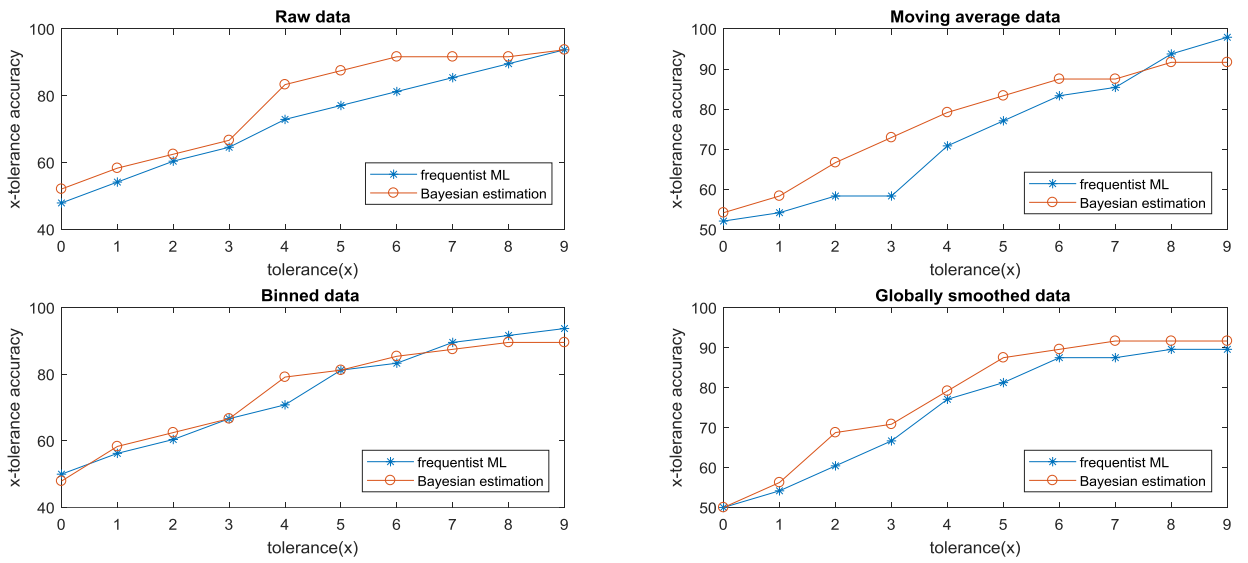 Raw data
100
80
60
40
x-tolerance accuracy
frequentist ML
Bayesian estimation
0 1 2 3 4 5 6 7 8 9
tolerance(x)
Moving average data
100
90
80
70
60
50
x-tolerance accuracy
frequentist ML
Bayesian estimation
0 1 2 3 4 5 6 7 8 9
tolerance(x)
Binned data
100
80
60
40
x-tolerance accuracy
frequentist ML
Bayesian estimation
0 1 2 3 4 5 6 7 8 9
tolerance(x)
Globally smoothed data
100
90
80
70
60
50
x-tolerance accuracy
frequentist ML
Bayesian estimation
0 1 2 3 4 5 6 7 8 9
tolerance(x)